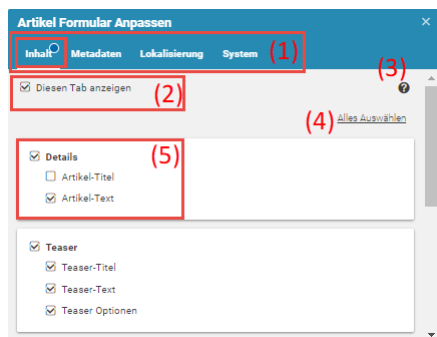 Artikel Formular Anpassen ×
Inhalt Metadaten Lokalisierung System (1)
(3)
Diesen Tab anzeigen (2) ?
(4) Alles Auswählen
Details (5)
Artikel-Titel
Artikel-Text
Teaser
Teaser-Titel
Teaser-Text
Teaser Optionen